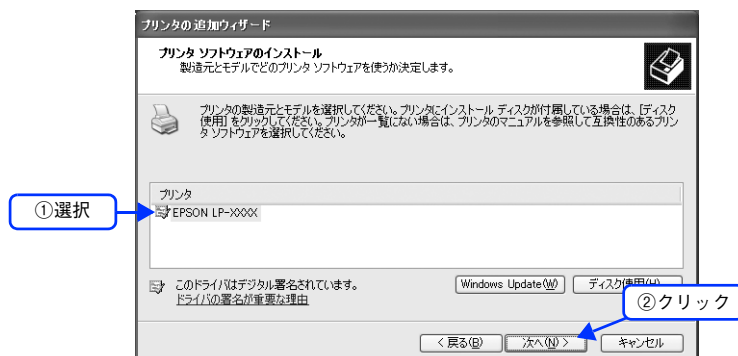 プリンタの追加ウィザード
プリンタ ソフトウェアのインストール
製造元とモデルでどのプリンタ ソフトウェアを使うか決定します。
プリンタの製造元とモデルを選択してください。プリンタにインストール ディスクが付属している場合は、[ディスク
使用] をクリックしてください。プリンタが一覧にない場合は、プリンタのマニュアルを参照して互換性のあるプリン
タ ソフトウェアを選択してください。
プリンタ
①選択
EPSON LP-XXXX
このドライバはデジタル署名されています。
ドライバの署名が重要な理由
Windows Update(W)
ディスク使用(H)...
②クリック
< 戻る(B)
次へ(N) >
キャンセル